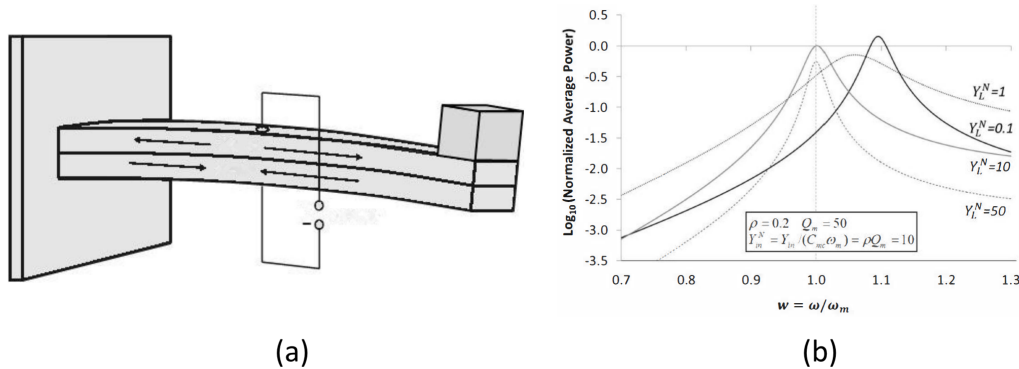 −
Log₁₀(Normalized Average Power)
0.5
0.0
-0.5
-1.0
-1.5
-2.0
-2.5
-3.0
-3.5
Y_L^N=1
Y_L^N=0.1
Y_L^N=10
Y_L^N=50
ρ = 0.2 Q_m = 50
Y_in^N = Y_in /(C_mc ω_m) = ρQ_m = 10
0.7 0.8 0.9 1.0 1.1 1.2 1.3
w = ω/ω_m
(a) (b)